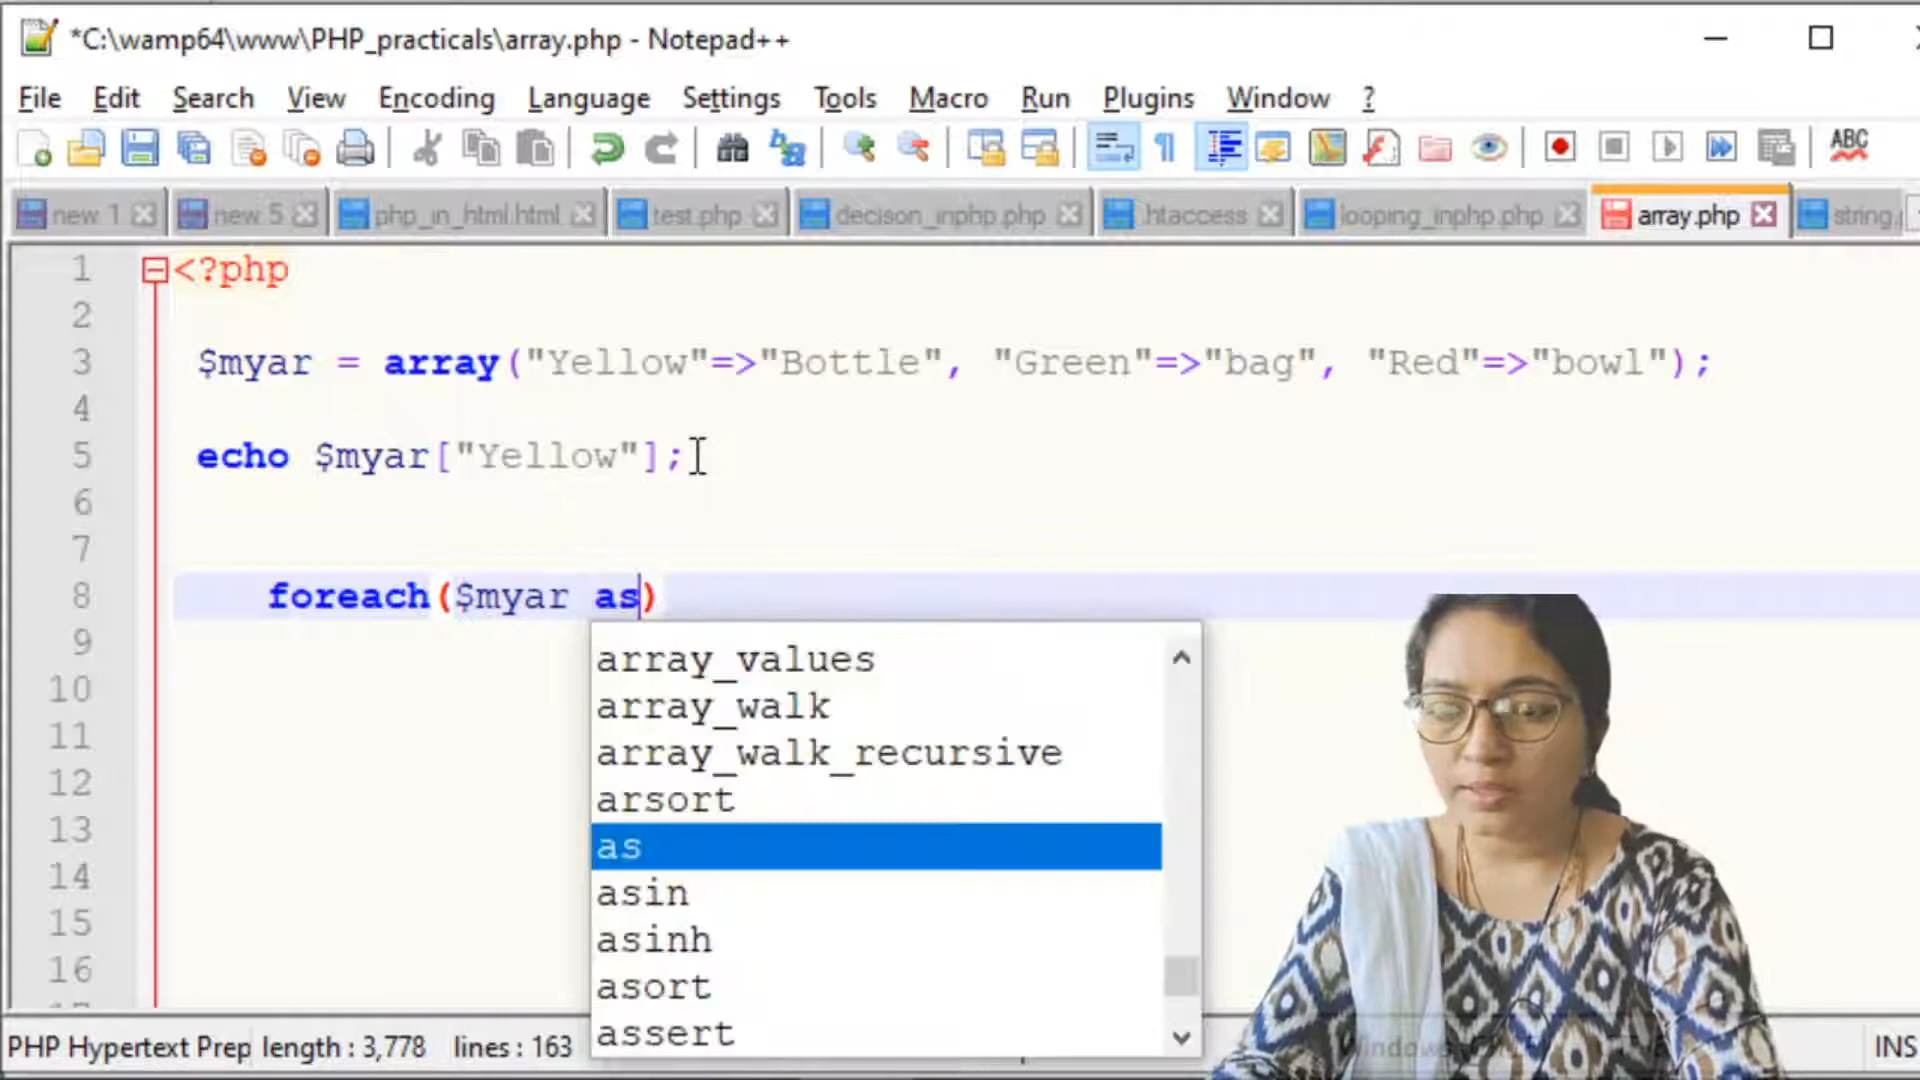 *C:\wamp64\www\PHP_practicals\array.php - Notepad++
File Edit Search View Encoding Language Settings Tools Macro Run Plugins Window ?
ABC
new 1 new 5 php_in_html.html test.php decison_inphp.php .htaccess looping_inphp.php array.php string.
1 <?php
2
3 $myar = array("Yellow"=>"Bottle", "Green"=>"bag", "Red"=>"bowl");
4
5 echo $myar["Yellow"];
6
7
8 foreach($myar as)
9
10
11
12
13
14
15
16
array_values
array_walk
array_walk_recursive
arsort
as
asin
asinh
asort
assert
PHP Hypertext Prep length : 3,778 lines : 163 INS